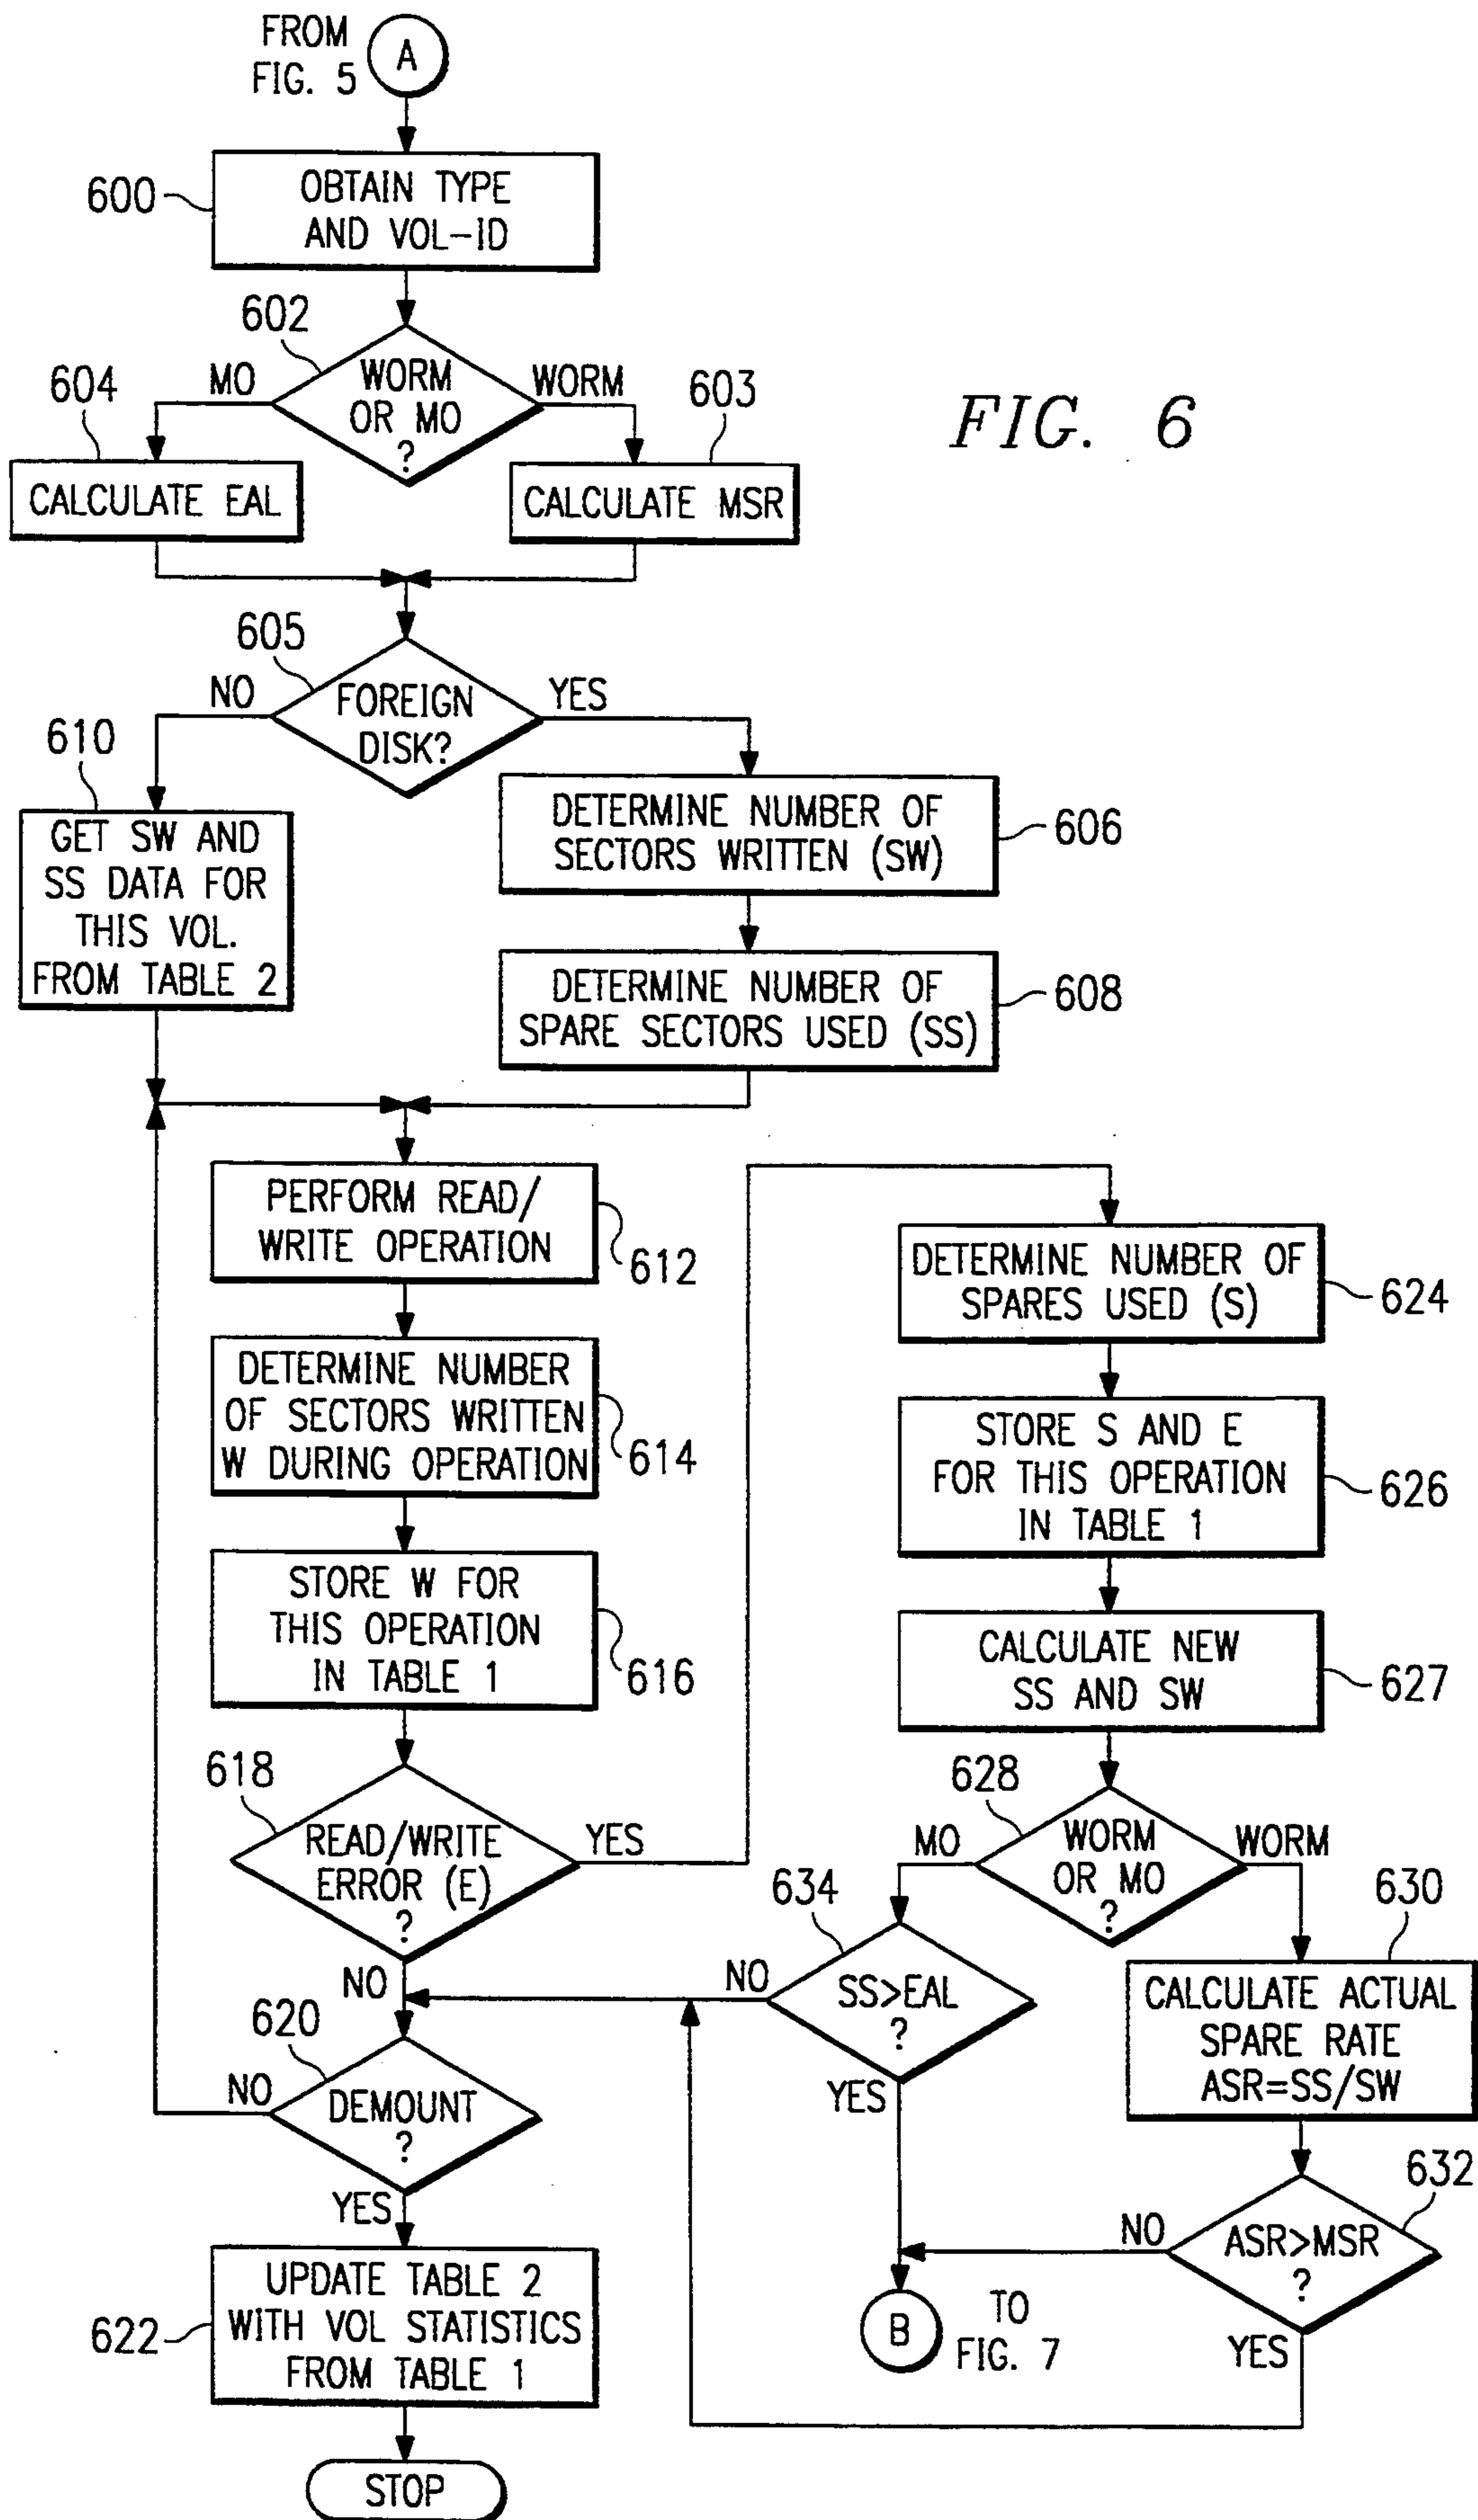 FROM
FIG. 5
A
600
OBTAIN TYPE
AND VOL-ID
602
WORM
OR MO
?
MO
WORM
604
CALCULATE EAL
603
CALCULATE MSR
FIG. 6
605
FOREIGN
DISK?
NO
YES
610
GET SW AND
SS DATA FOR
THIS VOL.
FROM TABLE 2
DETERMINE NUMBER OF
SECTORS WRITTEN (SW)
606
DETERMINE NUMBER OF
SPARE SECTORS USED (SS)
608
PERFORM READ/
WRITE OPERATION
612
DETERMINE NUMBER
OF SECTORS WRITTEN
W DURING OPERATION
614
STORE W FOR
THIS OPERATION
IN TABLE 1
616
618
READ/WRITE
ERROR (E)
?
YES
NO
620
DEMOUNT
?
NO
YES
622
UPDATE TABLE 2
WITH VOL STATISTICS
FROM TABLE 1
STOP
DETERMINE NUMBER OF
SPARES USED (S)
624
STORE S AND E
FOR THIS OPERATION
IN TABLE 1
626
CALCULATE NEW
SS AND SW
627
628
WORM
OR MO
?
MO
WORM
634
SS>EAL
?
NO
YES
630
CALCULATE ACTUAL
SPARE RATE
ASR=SS/SW
632
ASR>MSR
?
NO
YES
B
TO
FIG. 7